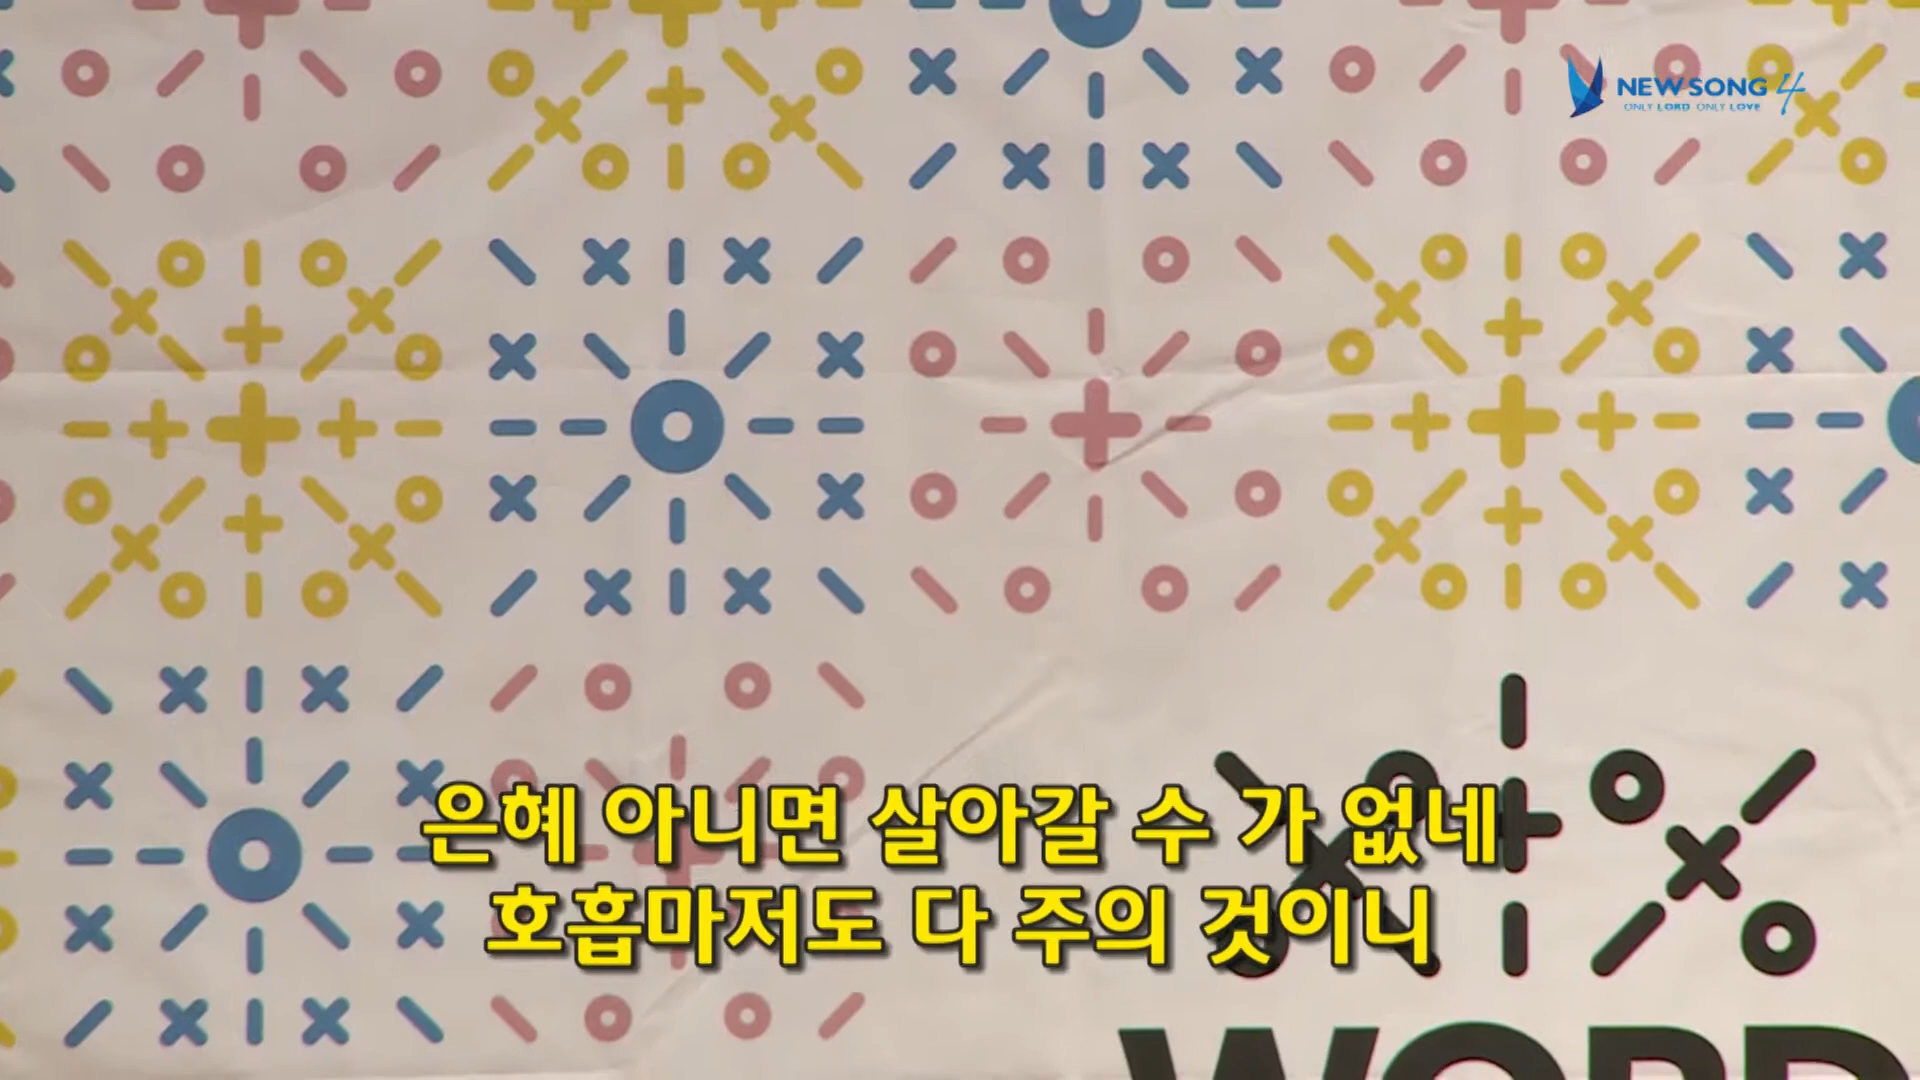 NEW SONG 4
ONLY LORD ONLY LOVE
은혜 아니면 살아갈 수 가 없네
호흡마저도 다 주의 것이니
WORD